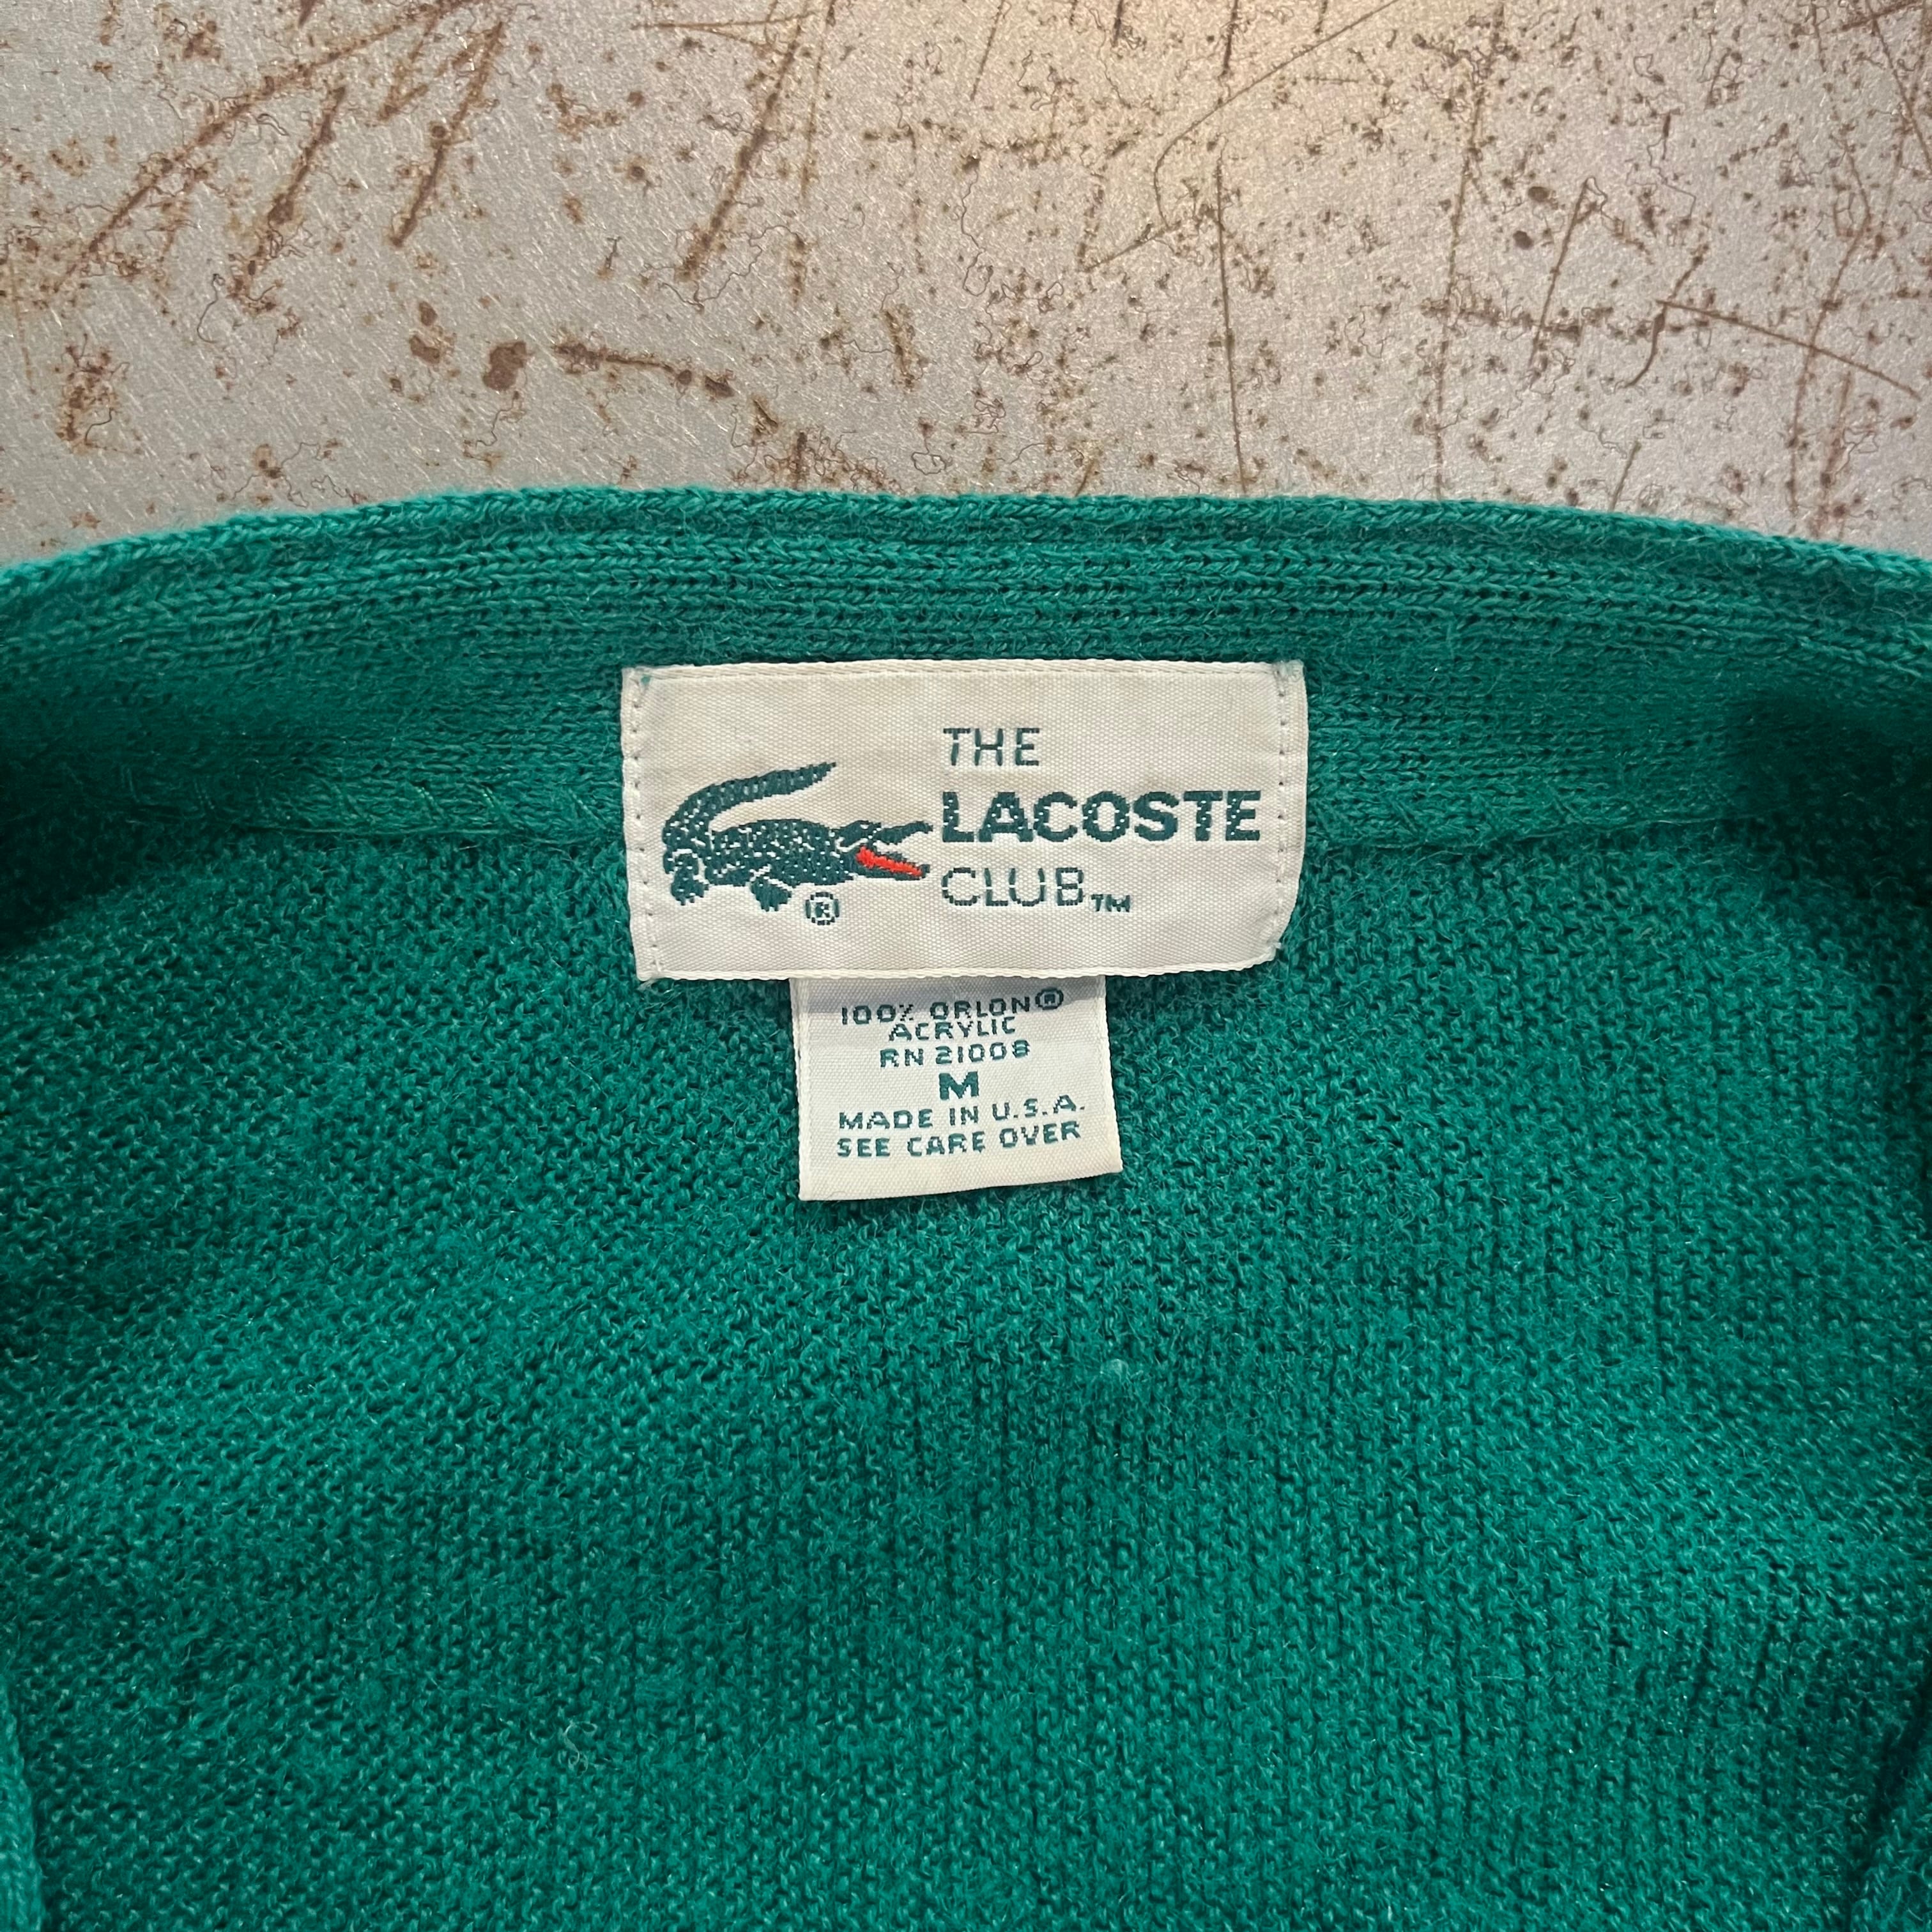 THE
LACOSTE
CLUB™
®
100% ORLON®
ACRYLIC
RN 21008
M
MADE IN U.S.A.
SEE CARE OVER